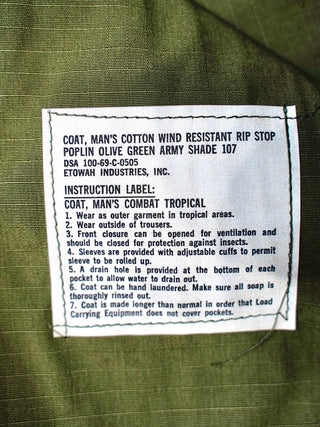 COAT, MAN'S COTTON WIND RESISTANT RIP STOP
POPLIN OLIVE GREEN ARMY SHADE 107
DSA 100-69-C-0505
ETOWAH INDUSTRIES, INC.
INSTRUCTION LABEL:
COAT, MAN'S COMBAT TROPICAL
1. Wear as outer garment in tropical areas.
2. Wear outside of trousers.
3. Front closure can be opened for ventilation and
should be closed for protection against insects.
4. Sleeves are provided with adjustable cuffs to permit
sleeve to be rolled up.
5. A drain hole is provided at the bottom of each
pocket to allow water to drain out.
6. Coat can be hand laundered. Make sure all soap is
thoroughly rinsed out.
7. Coat is made longer than normal in order that Load
Carrying Equipment does not cover pockets.